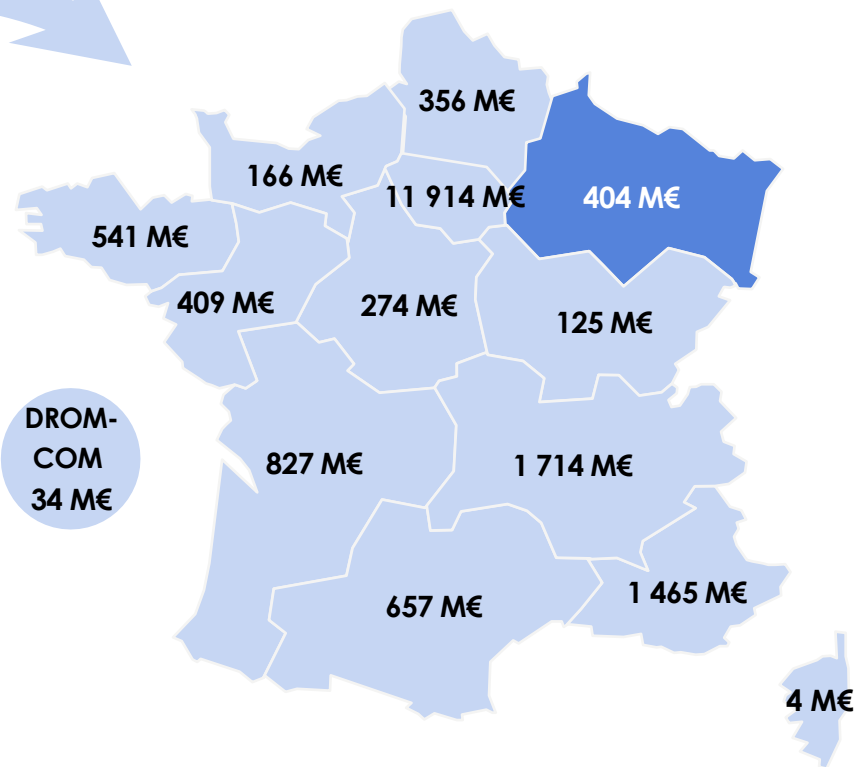 356 M€
166 M€
11 914 M€
404 M€
541 M€
409 M€
274 M€
125 M€
DROM-
COM
34 M€
827 M€
1 714 M€
657 M€
1 465 M€
4 M€